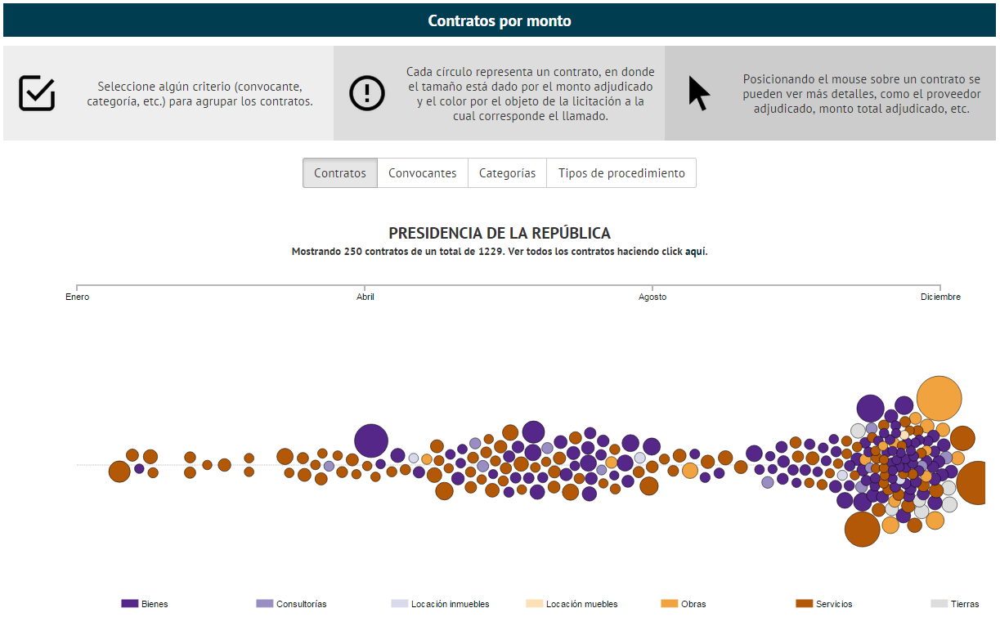 Contratos por monto
Seleccione algún criterio (convocante,
categoría, etc.) para agrupar los contratos.
Cada círculo representa un contrato, en donde
el tamaño está dado por el monto adjudicado
y el color por el objeto de la licitación a la
cual corresponde el llamado.
Posicionando el mouse sobre un contrato se
pueden ver más detalles, como el proveedor
adjudicado, monto total adjudicado, etc.
Contratos Convocantes Categorías Tipos de procedimiento
PRESIDENCIA DE LA REPÚBLICA
Mostrando 250 contratos de un total de 1229. Ver todos los contratos haciendo click aquí.
Enero Abril Agosto Diciembre
Bienes Consultorías Locación inmuebles Locación muebles Obras Servicios Tierras